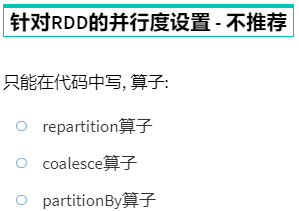 针对RDD的并行度设置 - 不推荐
只能在代码中写, 算子:
repartition算子
coalesce算子
partitionBy算子